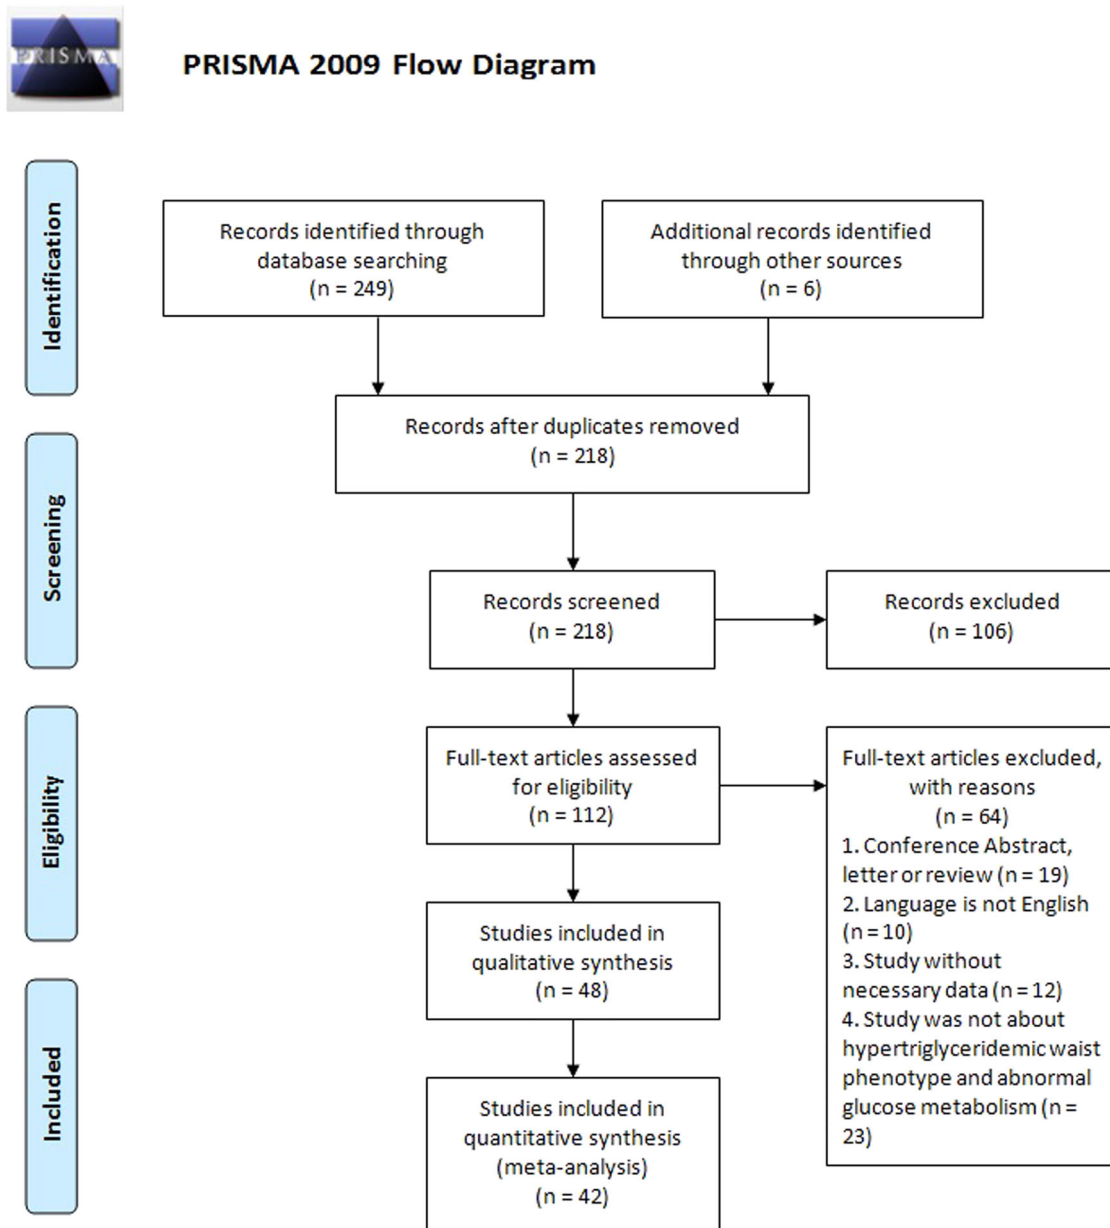 PRISMA
PRISMA 2009 Flow Diagram
Identification
Records identified through
database searching
(n = 249)
Additional records identified
through other sources
(n = 6)
Records after duplicates removed
(n = 218)
Screening
Records screened
(n = 218)
Records excluded
(n = 106)
Eligibility
Full-text articles assessed
for eligibility
(n = 112)
Full-text articles excluded,
with reasons
(n = 64)
1. Conference Abstract,
letter or review (n = 19)
2. Language is not English
(n = 10)
3. Study without
necessary data (n = 12)
4. Study was not about
hypertriglyceridemic waist
phenotype and abnormal
glucose metabolism (n =
23)
Studies included in
qualitative synthesis
(n = 48)
Included
Studies included in
quantitative synthesis
(meta-analysis)
(n = 42)